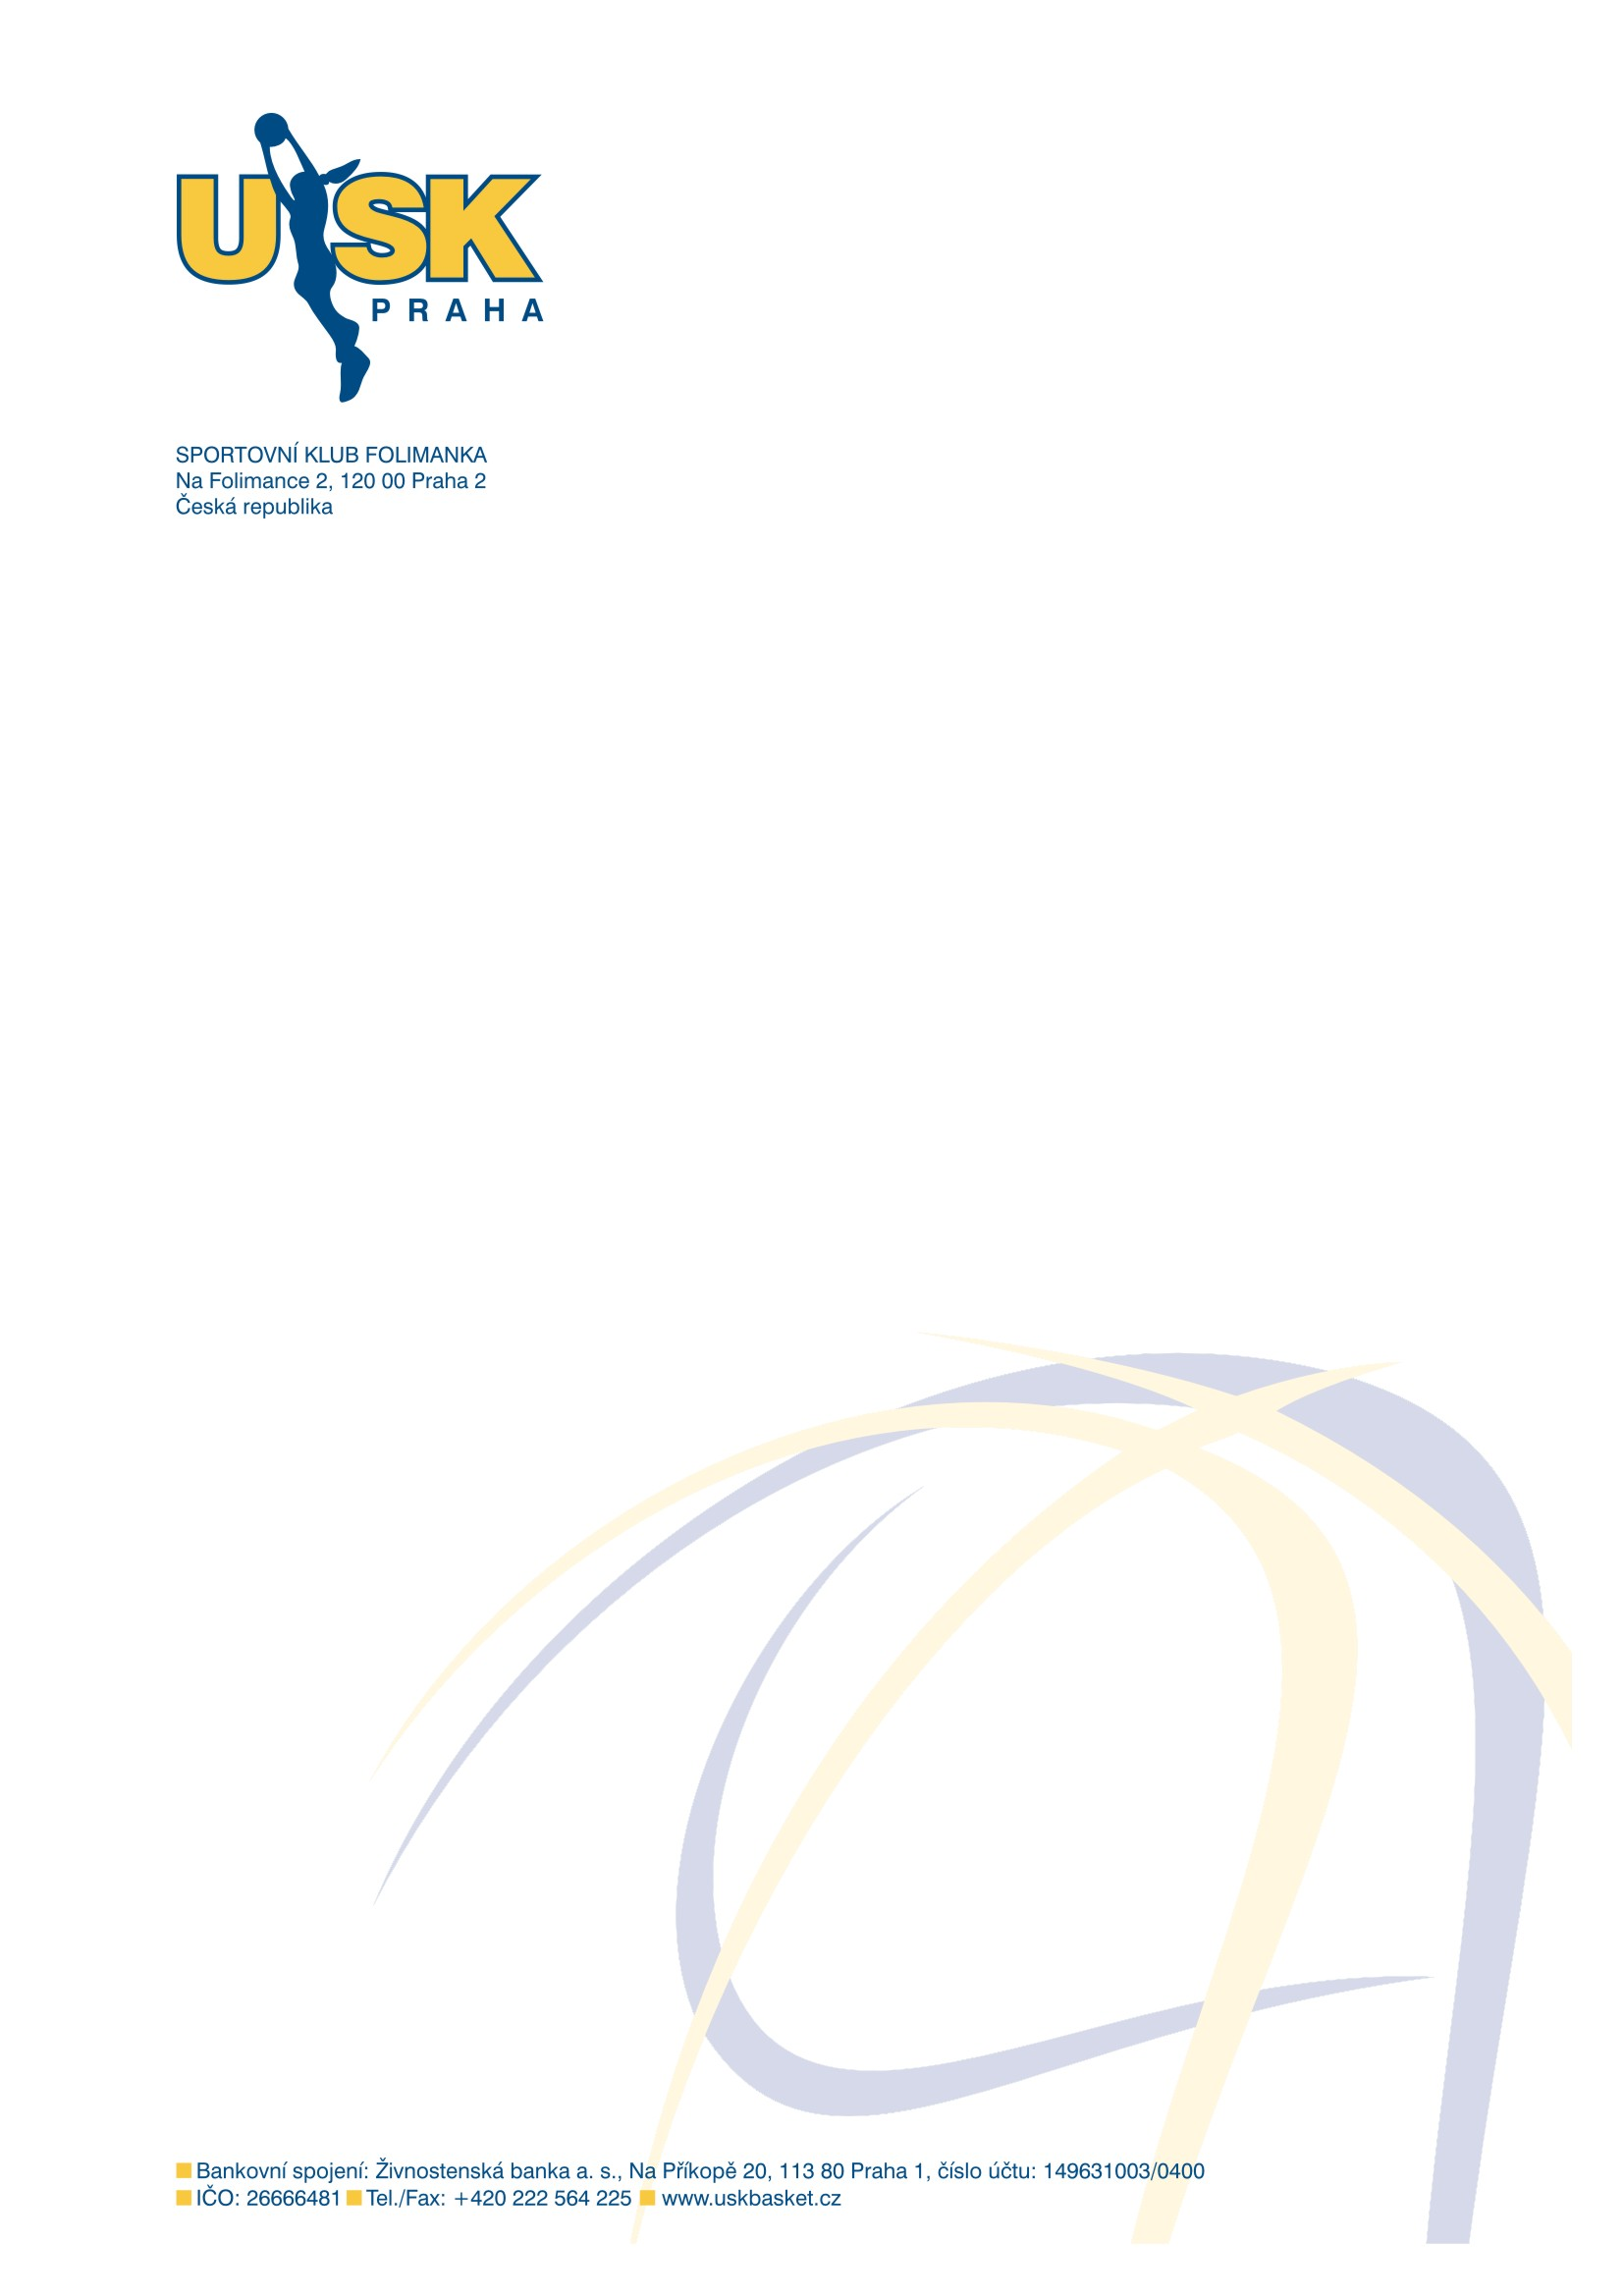 USK
PRAHA
SPORTOVNÍ KLUB FOLIMANKA
Na Folimance 2, 120 00 Praha 2
Česká republika
Bankovní spojení: Živnostenská banka a. s., Na Příkopě 20, 113 80 Praha 1, číslo účtu: 149631003/0400
IČO: 26666481 Tel./Fax: +420 222 564 225 www.uskbasket.cz